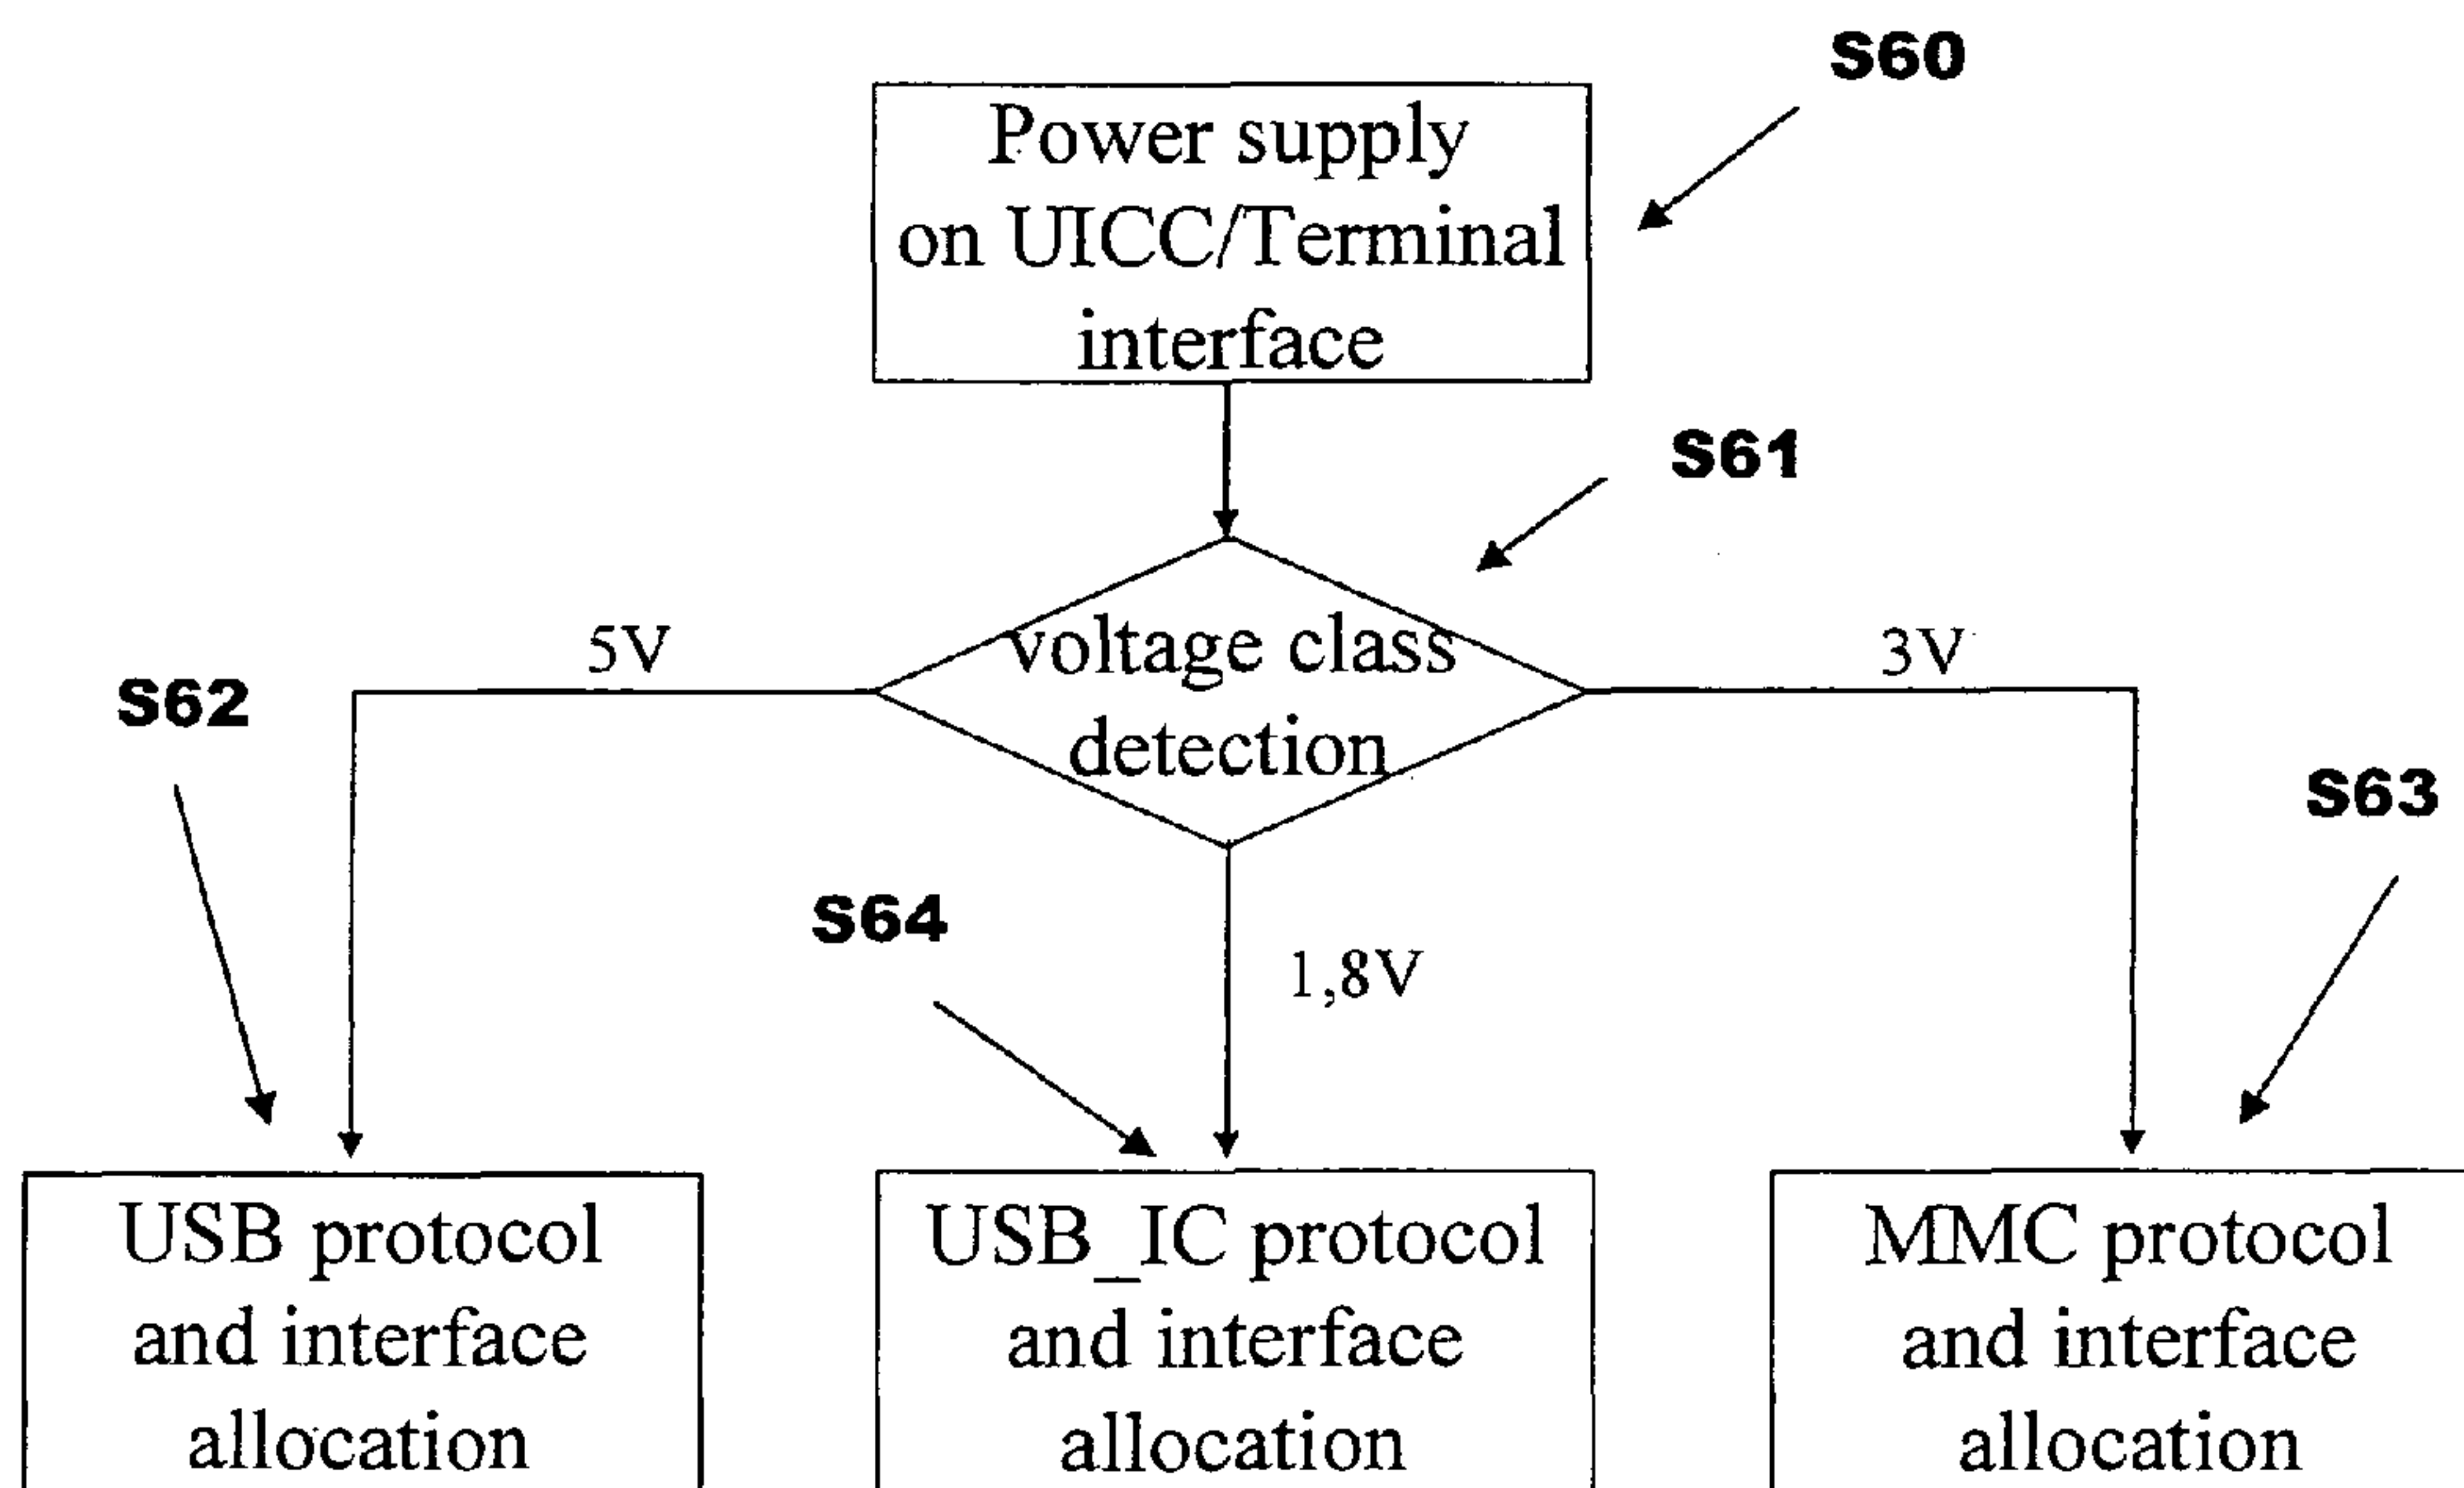 S60
Power supply
on UICC/Terminal
interface
S61
voltage class
detection
5V
3V
S62
S63
S64
1,8V
USB protocol
and interface
allocation
USB_IC protocol
and interface
allocation
MMC protocol
and interface
allocation